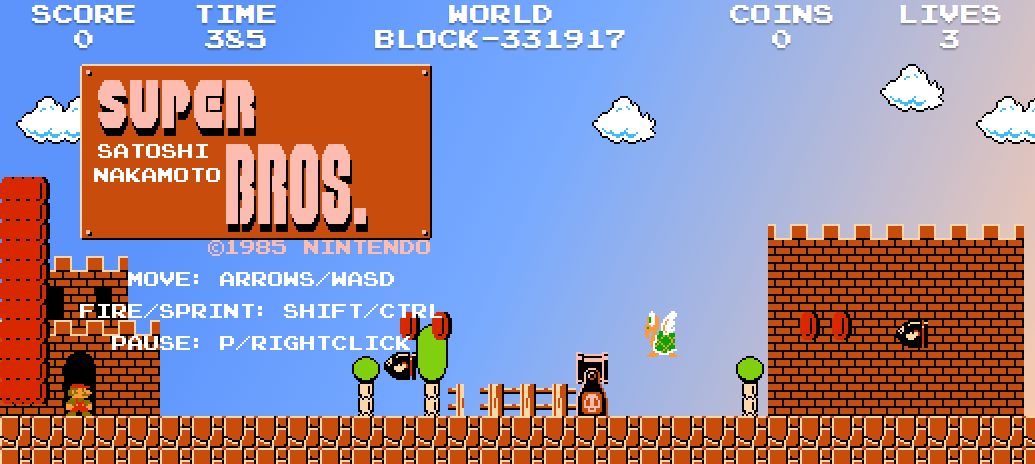 SCORE TIME WORLD COINS LIVES
0 385 BLOCK-331917 0 3
SUPER
SATOSHI
NAKAMOTO
BROS.
©1985 NINTENDO
MOVE: ARROWS/WASD
FIRE/SPRINT: SHIFT/CTRL
PAUSE: P/RIGHTCLICK